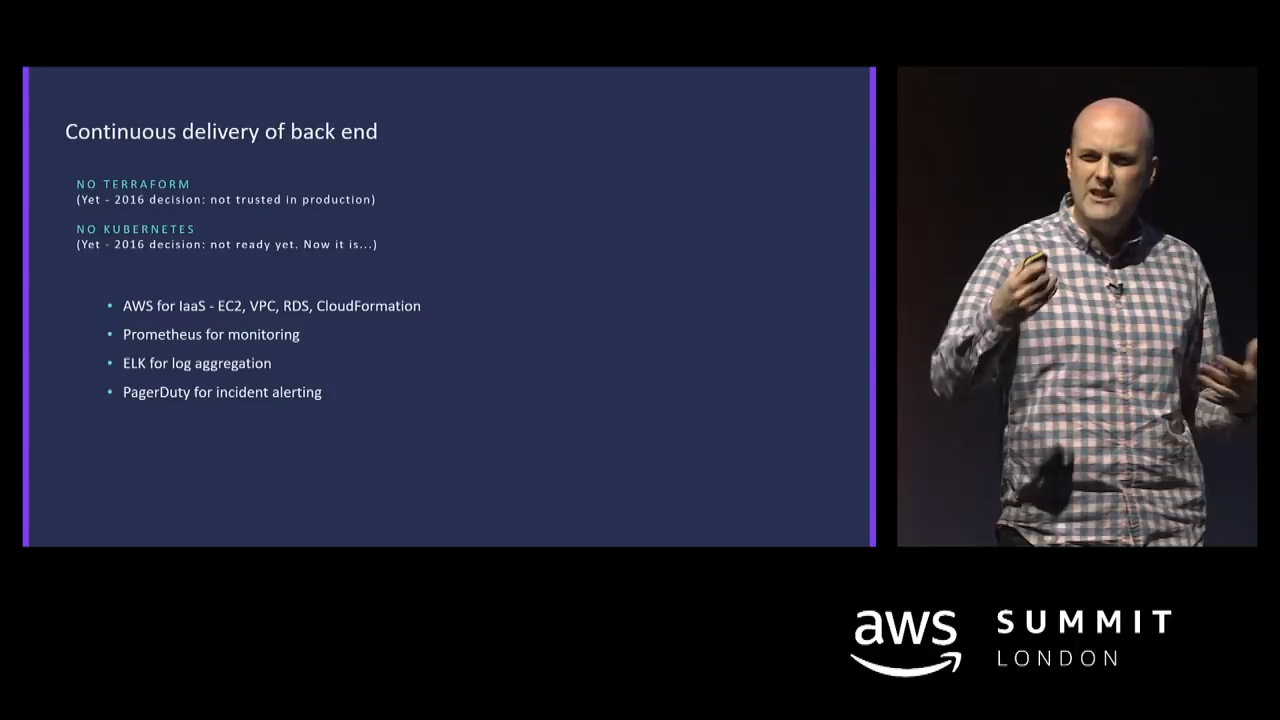 Continuous delivery of back end
NO TERRAFORM
(Yet - 2016 decision: not trusted in production)
NO KUBERNETES
(Yet - 2016 decision: not ready yet. Now it is...)
• AWS for IaaS - EC2, VPC, RDS, CloudFormation
• Prometheus for monitoring
• ELK for log aggregation
• PagerDuty for incident alerting
aws
SUMMIT
LONDON